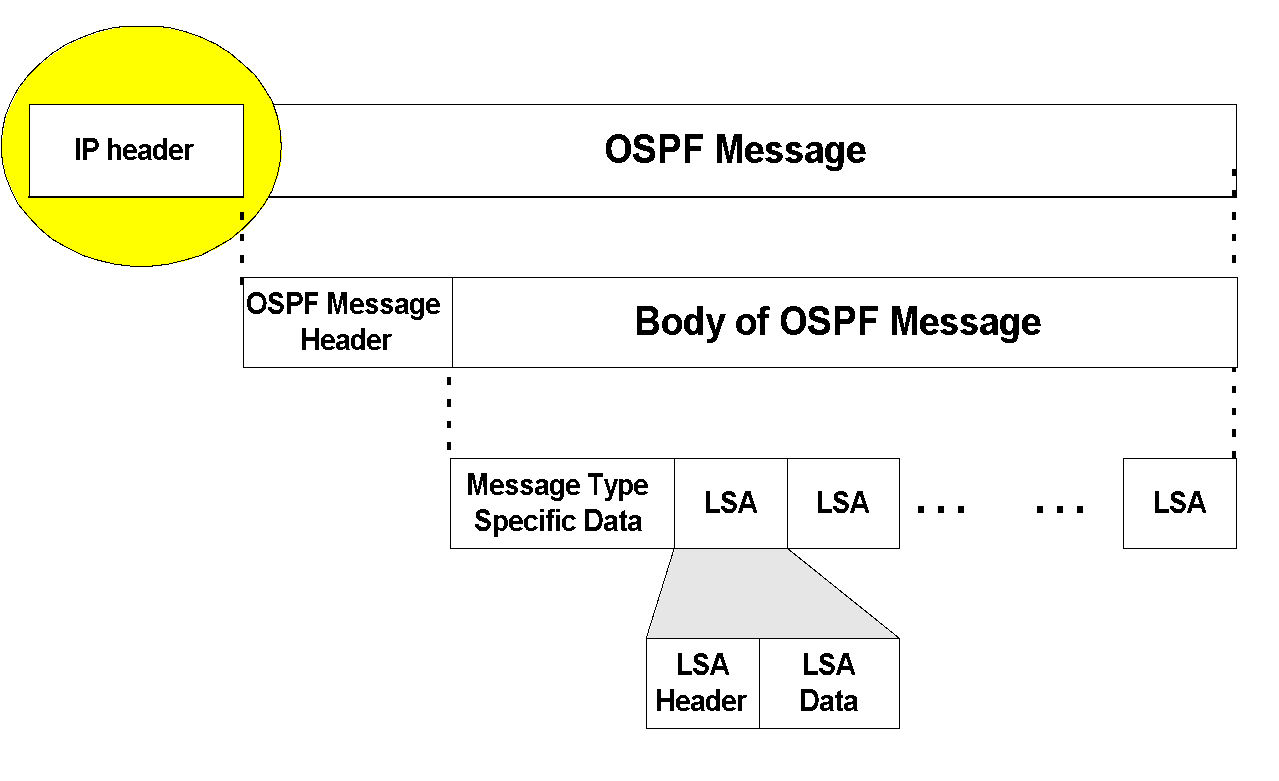 IP header
OSPF Message
OSPF Message
Header
Body of OSPF Message
Message Type
Specific Data
LSA
LSA
... ...
LSA
LSA
Header
LSA
Data